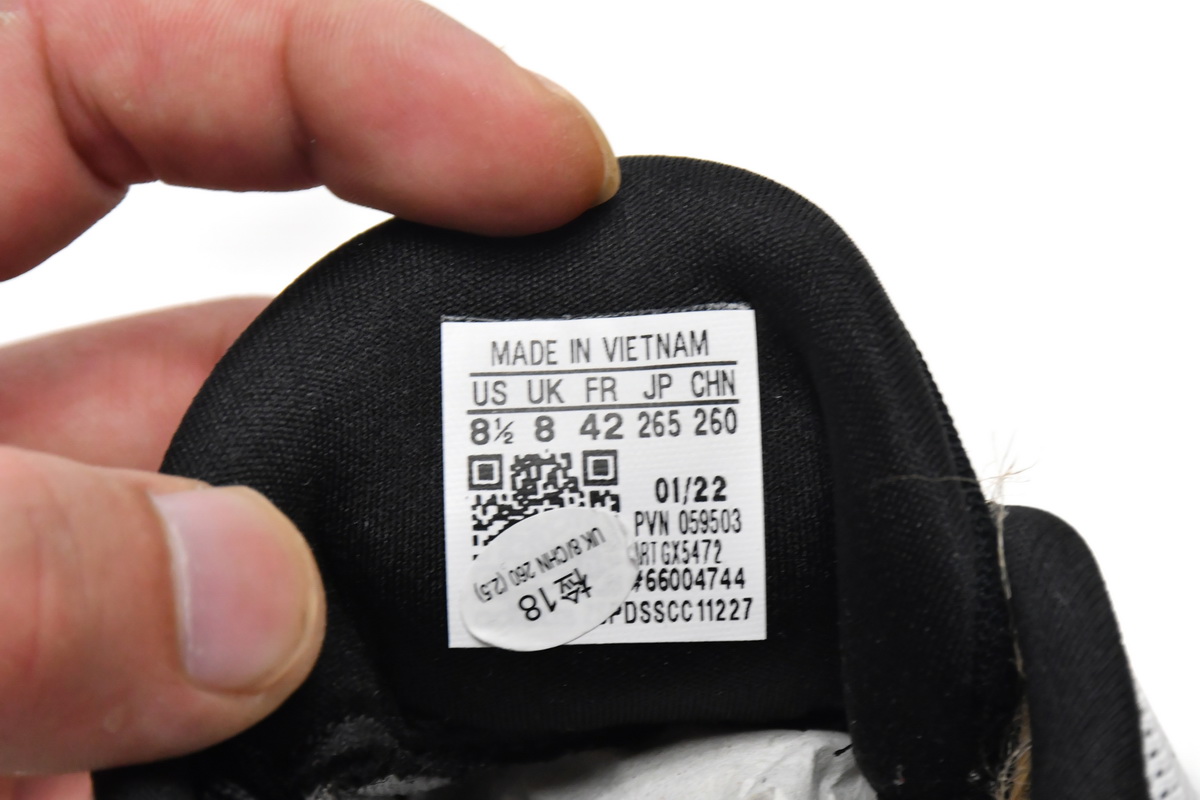 MADE IN VIETNAM
US UK FR JP CHN
8½ 8 42 265 260
01/22
PVN 059503
ART GX5472
#66004744
PDSSCC11227
UK 8/CHN 260 (2.5)
检18